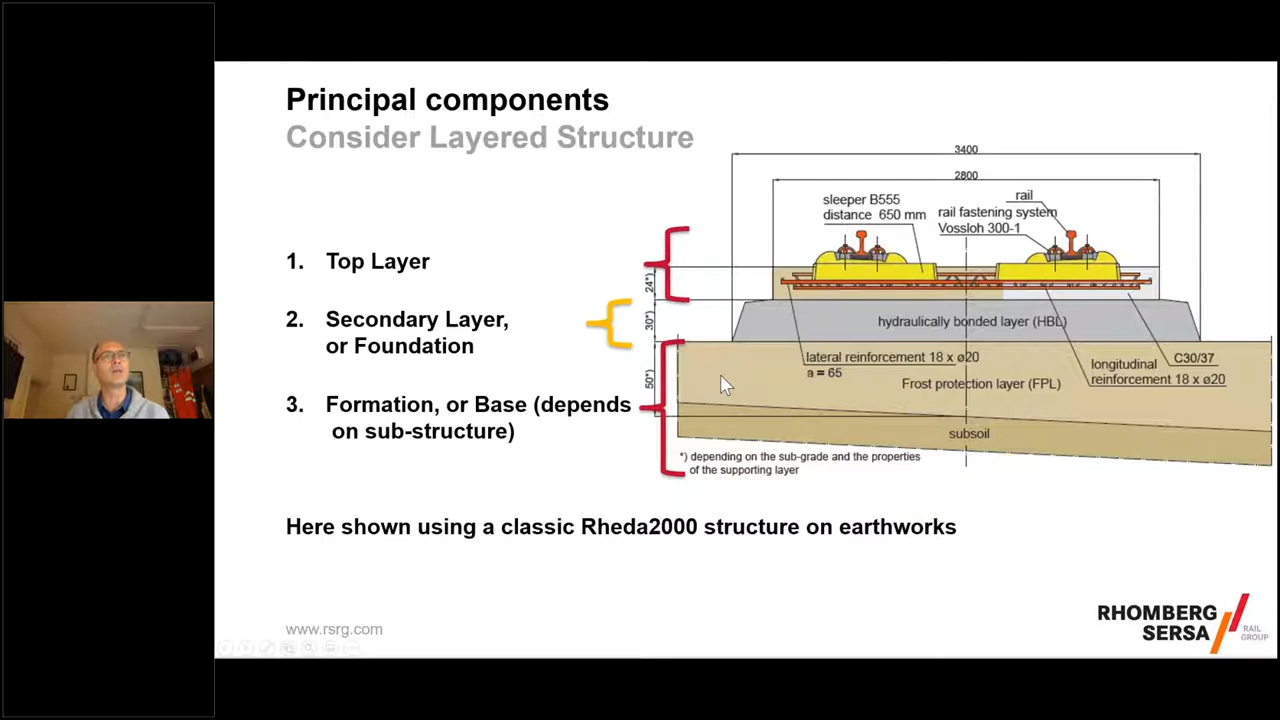 Principal components
Consider Layered Structure
3400
2800
sleeper B555
distance 650 mm
rail
rail fastening system
Vossloh 300-1
1. Top Layer
24*)
2. Secondary Layer,
or Foundation
30*)
hydraulically bonded layer (HBL)
lateral reinforcement 18 x ø20
a = 65
longitudinal
reinforcement 18 x ø20
C30/37
50*)
Frost protection layer (FPL)
3. Formation, or Base (depends
on sub-structure)
subsoil
*) depending on the sub-grade and the properties
of the supporting layer
Here shown using a classic Rheda2000 structure on earthworks
www.rsrg.com
RHOMBERG
SERSA
RAIL
GROUP